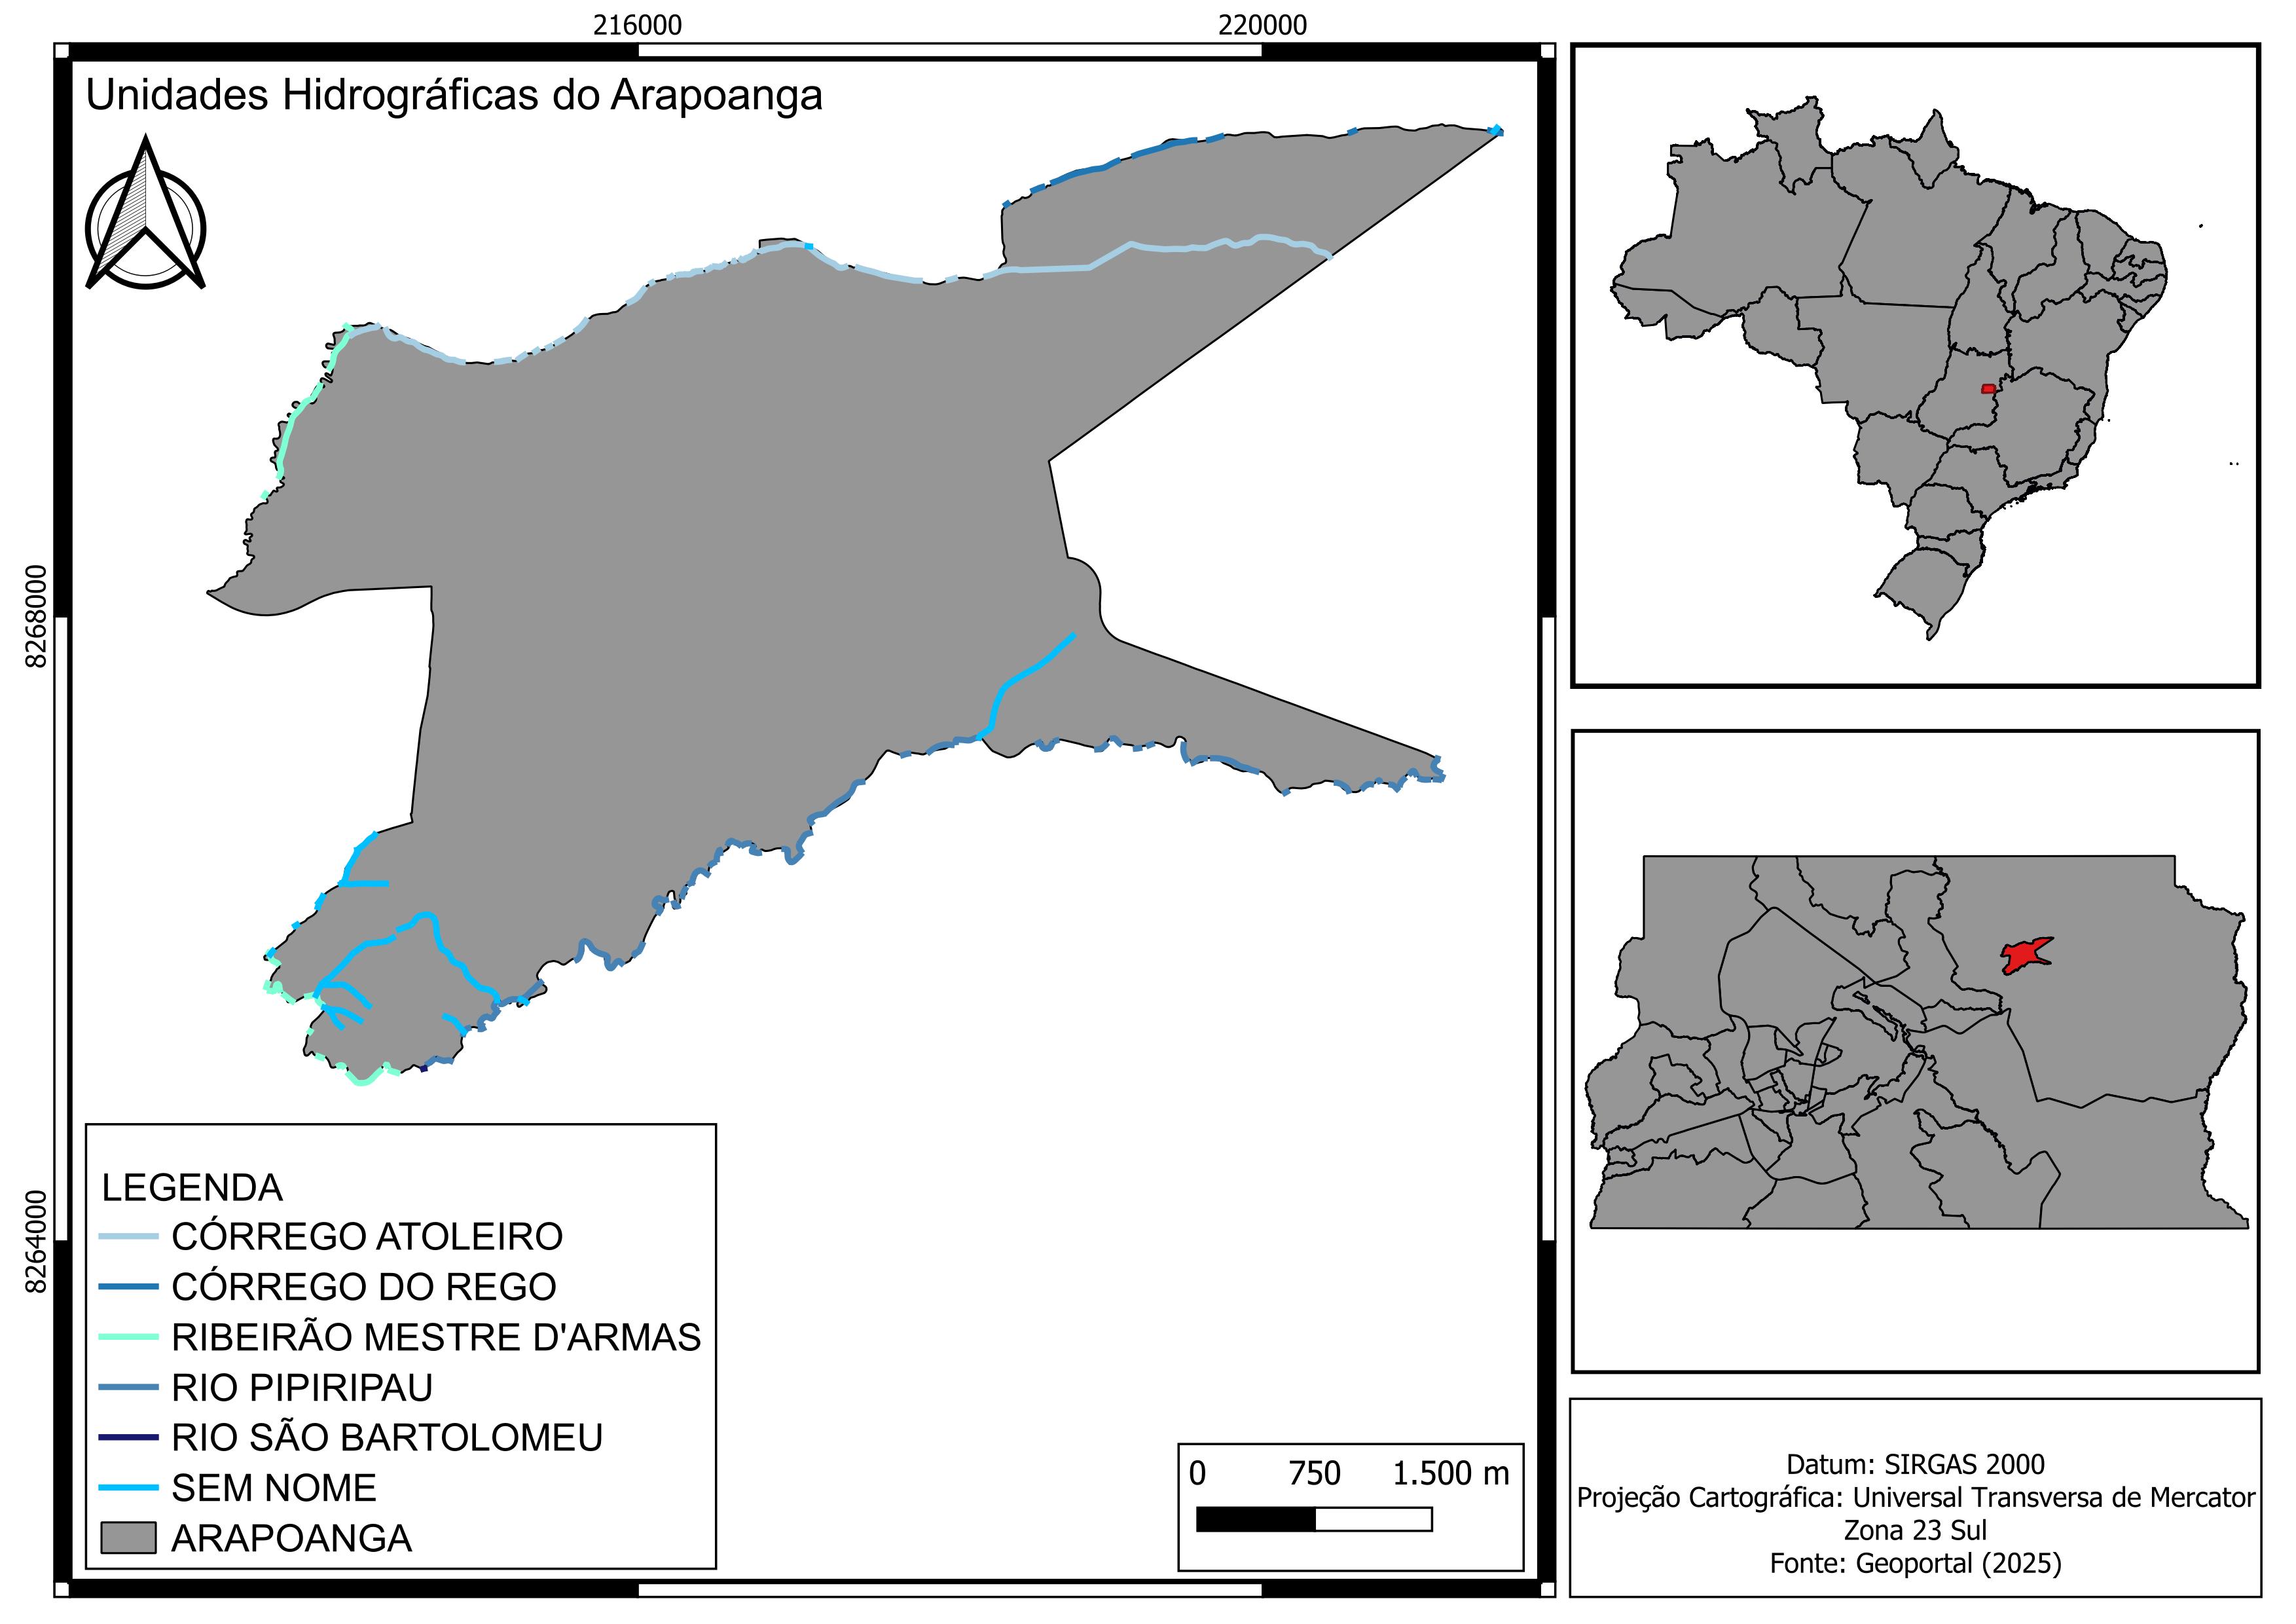 216000
220000
Unidades Hidrográficas do Arapoanga
8268000
8264000
LEGENDA
CÓRREGO ATOLEIRO
CÓRREGO DO REGO
RIBEIRÃO MESTRE D'ARMAS
RIO PIPIRIPAU
RIO SÃO BARTOLOMEU
SEM NOME
ARAPOANGA
0 750 1.500 m
Datum: SIRGAS 2000
Projeção Cartográfica: Universal Transversa de Mercator
Zona 23 Sul
Fonte: Geoportal (2025)